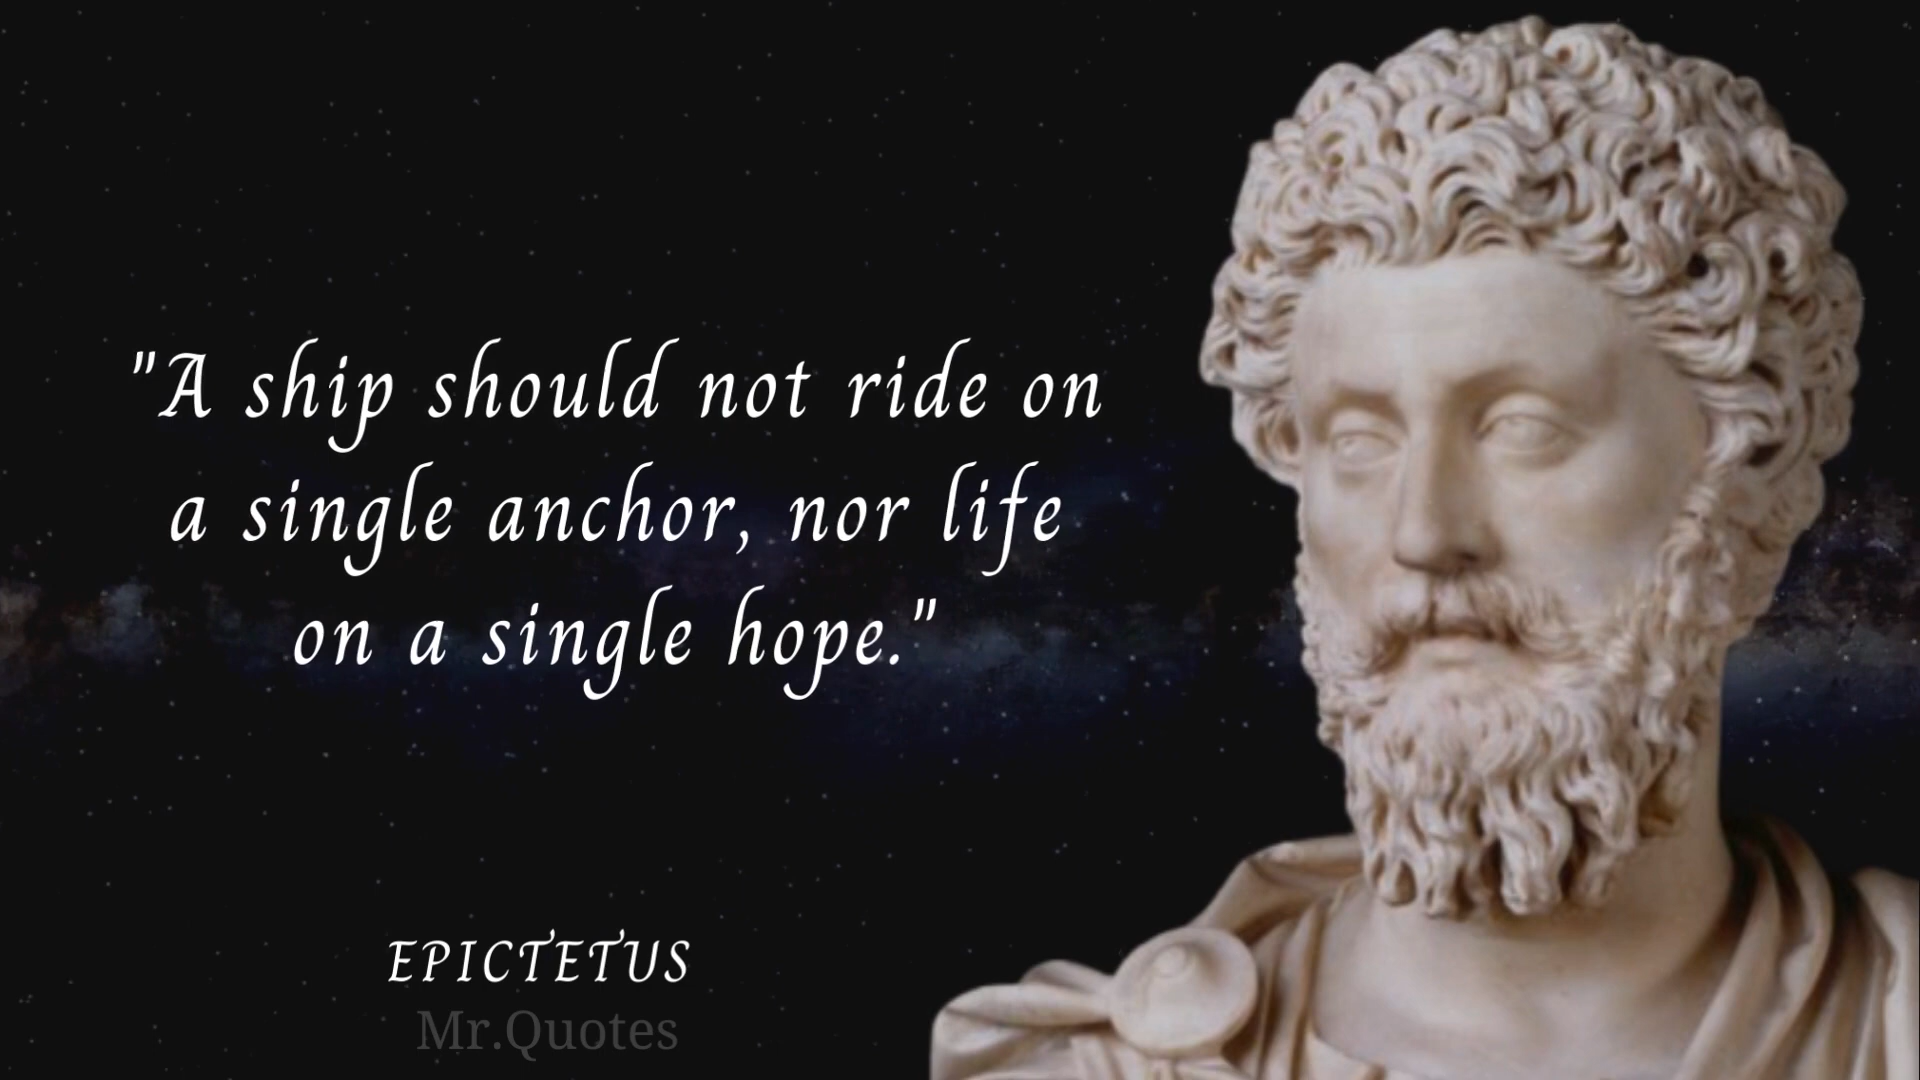 "A ship should not ride on
a single anchor, nor life
on a single hope."
EPICTETUS
Mr.Quotes